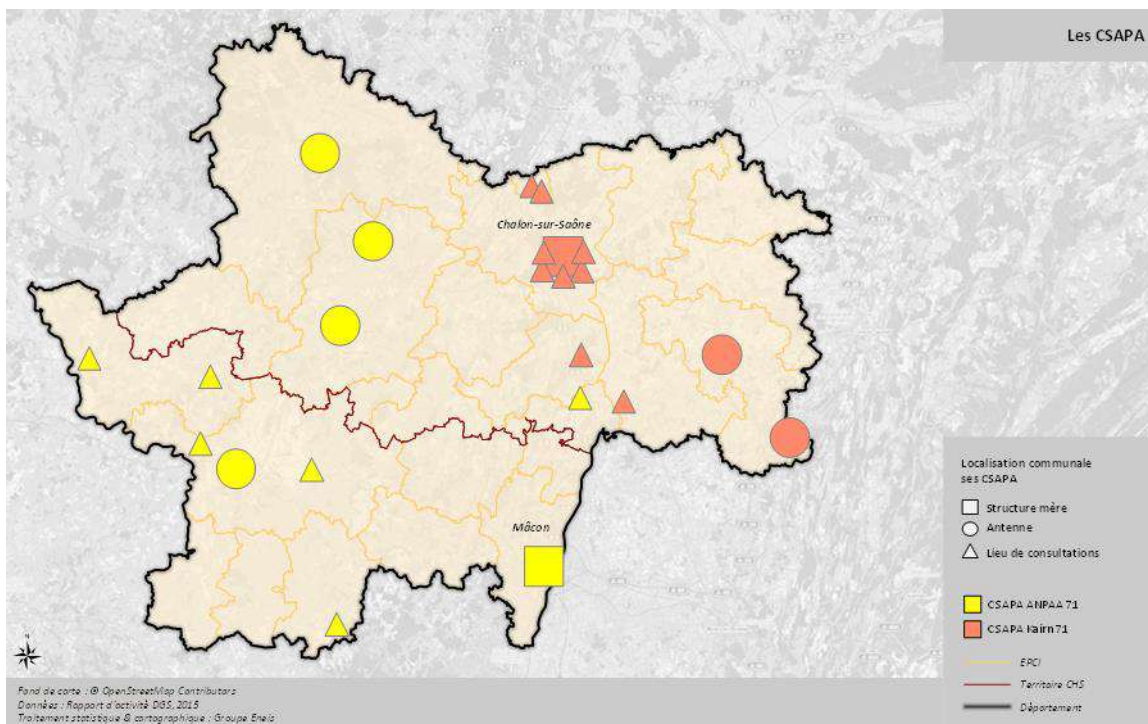 Les CSAPA
Chalon-sur-Saône
Mâcon
Localisation communale
ses CSAPA
Structure mère
Antenne
Lieu de consultations
CSAPA ANPAA 71
CSAPA Kairn 71
EPCI
Territoire CHS
Département
Fond de carte : © OpenStreetMap Contributors
Données : Rapport d'activité DGS, 2015
Traitement statistique & cartographique : Groupe Eneis